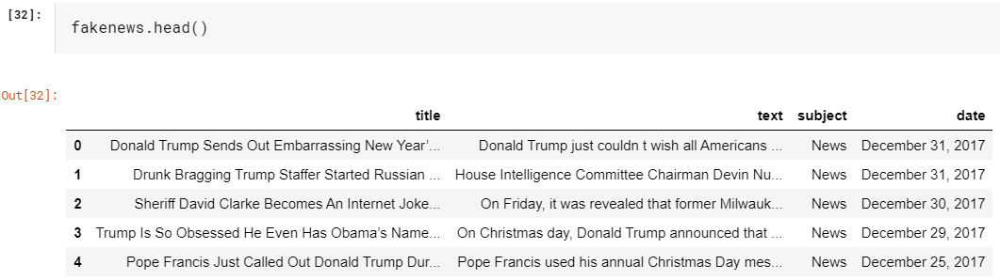 [32]:
fakenews.head()
Out[32]:
title text subject date
0 Donald Trump Sends Out Embarrassing New Year’... Donald Trump just couldn t wish all Americans ... News December 31, 2017
1 Drunk Bragging Trump Staffer Started Russian ... House Intelligence Committee Chairman Devin Nu... News December 31, 2017
2 Sheriff David Clarke Becomes An Internet Joke... On Friday, it was revealed that former Milwauk... News December 30, 2017
3 Trump Is So Obsessed He Even Has Obama’s Name... On Christmas day, Donald Trump announced that ... News December 29, 2017
4 Pope Francis Just Called Out Donald Trump Dur... Pope Francis used his annual Christmas Day mes... News December 25, 2017